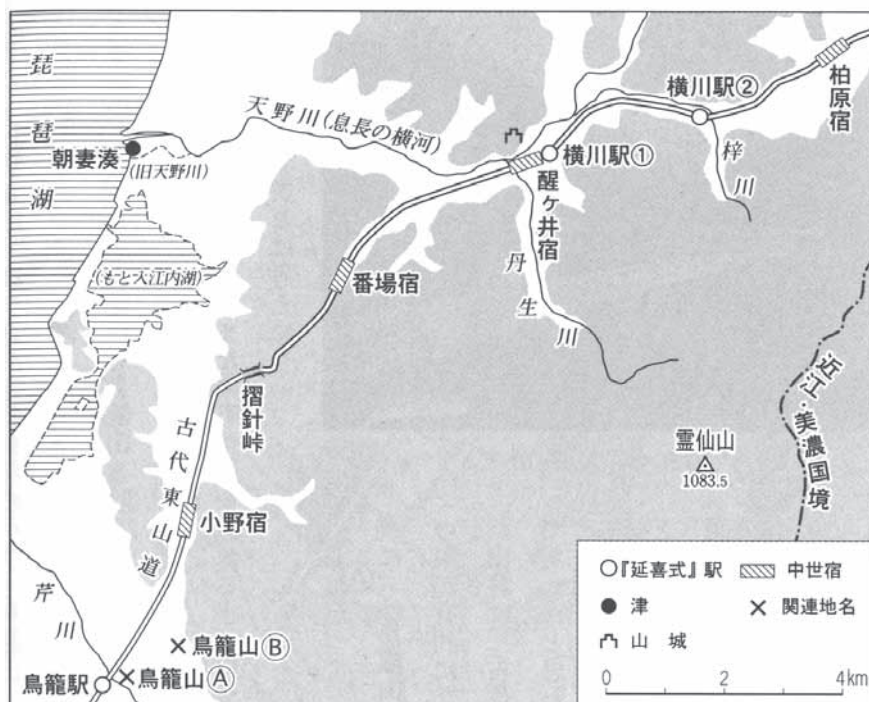 琵琶湖
朝妻湊
(旧天野川)
天野川(息長の横河)
(もと入江内湖)
横川駅①
横川駅②
柏原宿
醒ヶ井宿
梓川
丹生川
番場宿
摺針峠
古代東山道
小野宿
霊仙山
1083.5
近江・美濃国境
芹川
鳥籠山Ⓑ
鳥籠山Ⓐ
鳥籠駅
『延喜式』駅
中世宿
津
関連地名
山城
0 2 4km